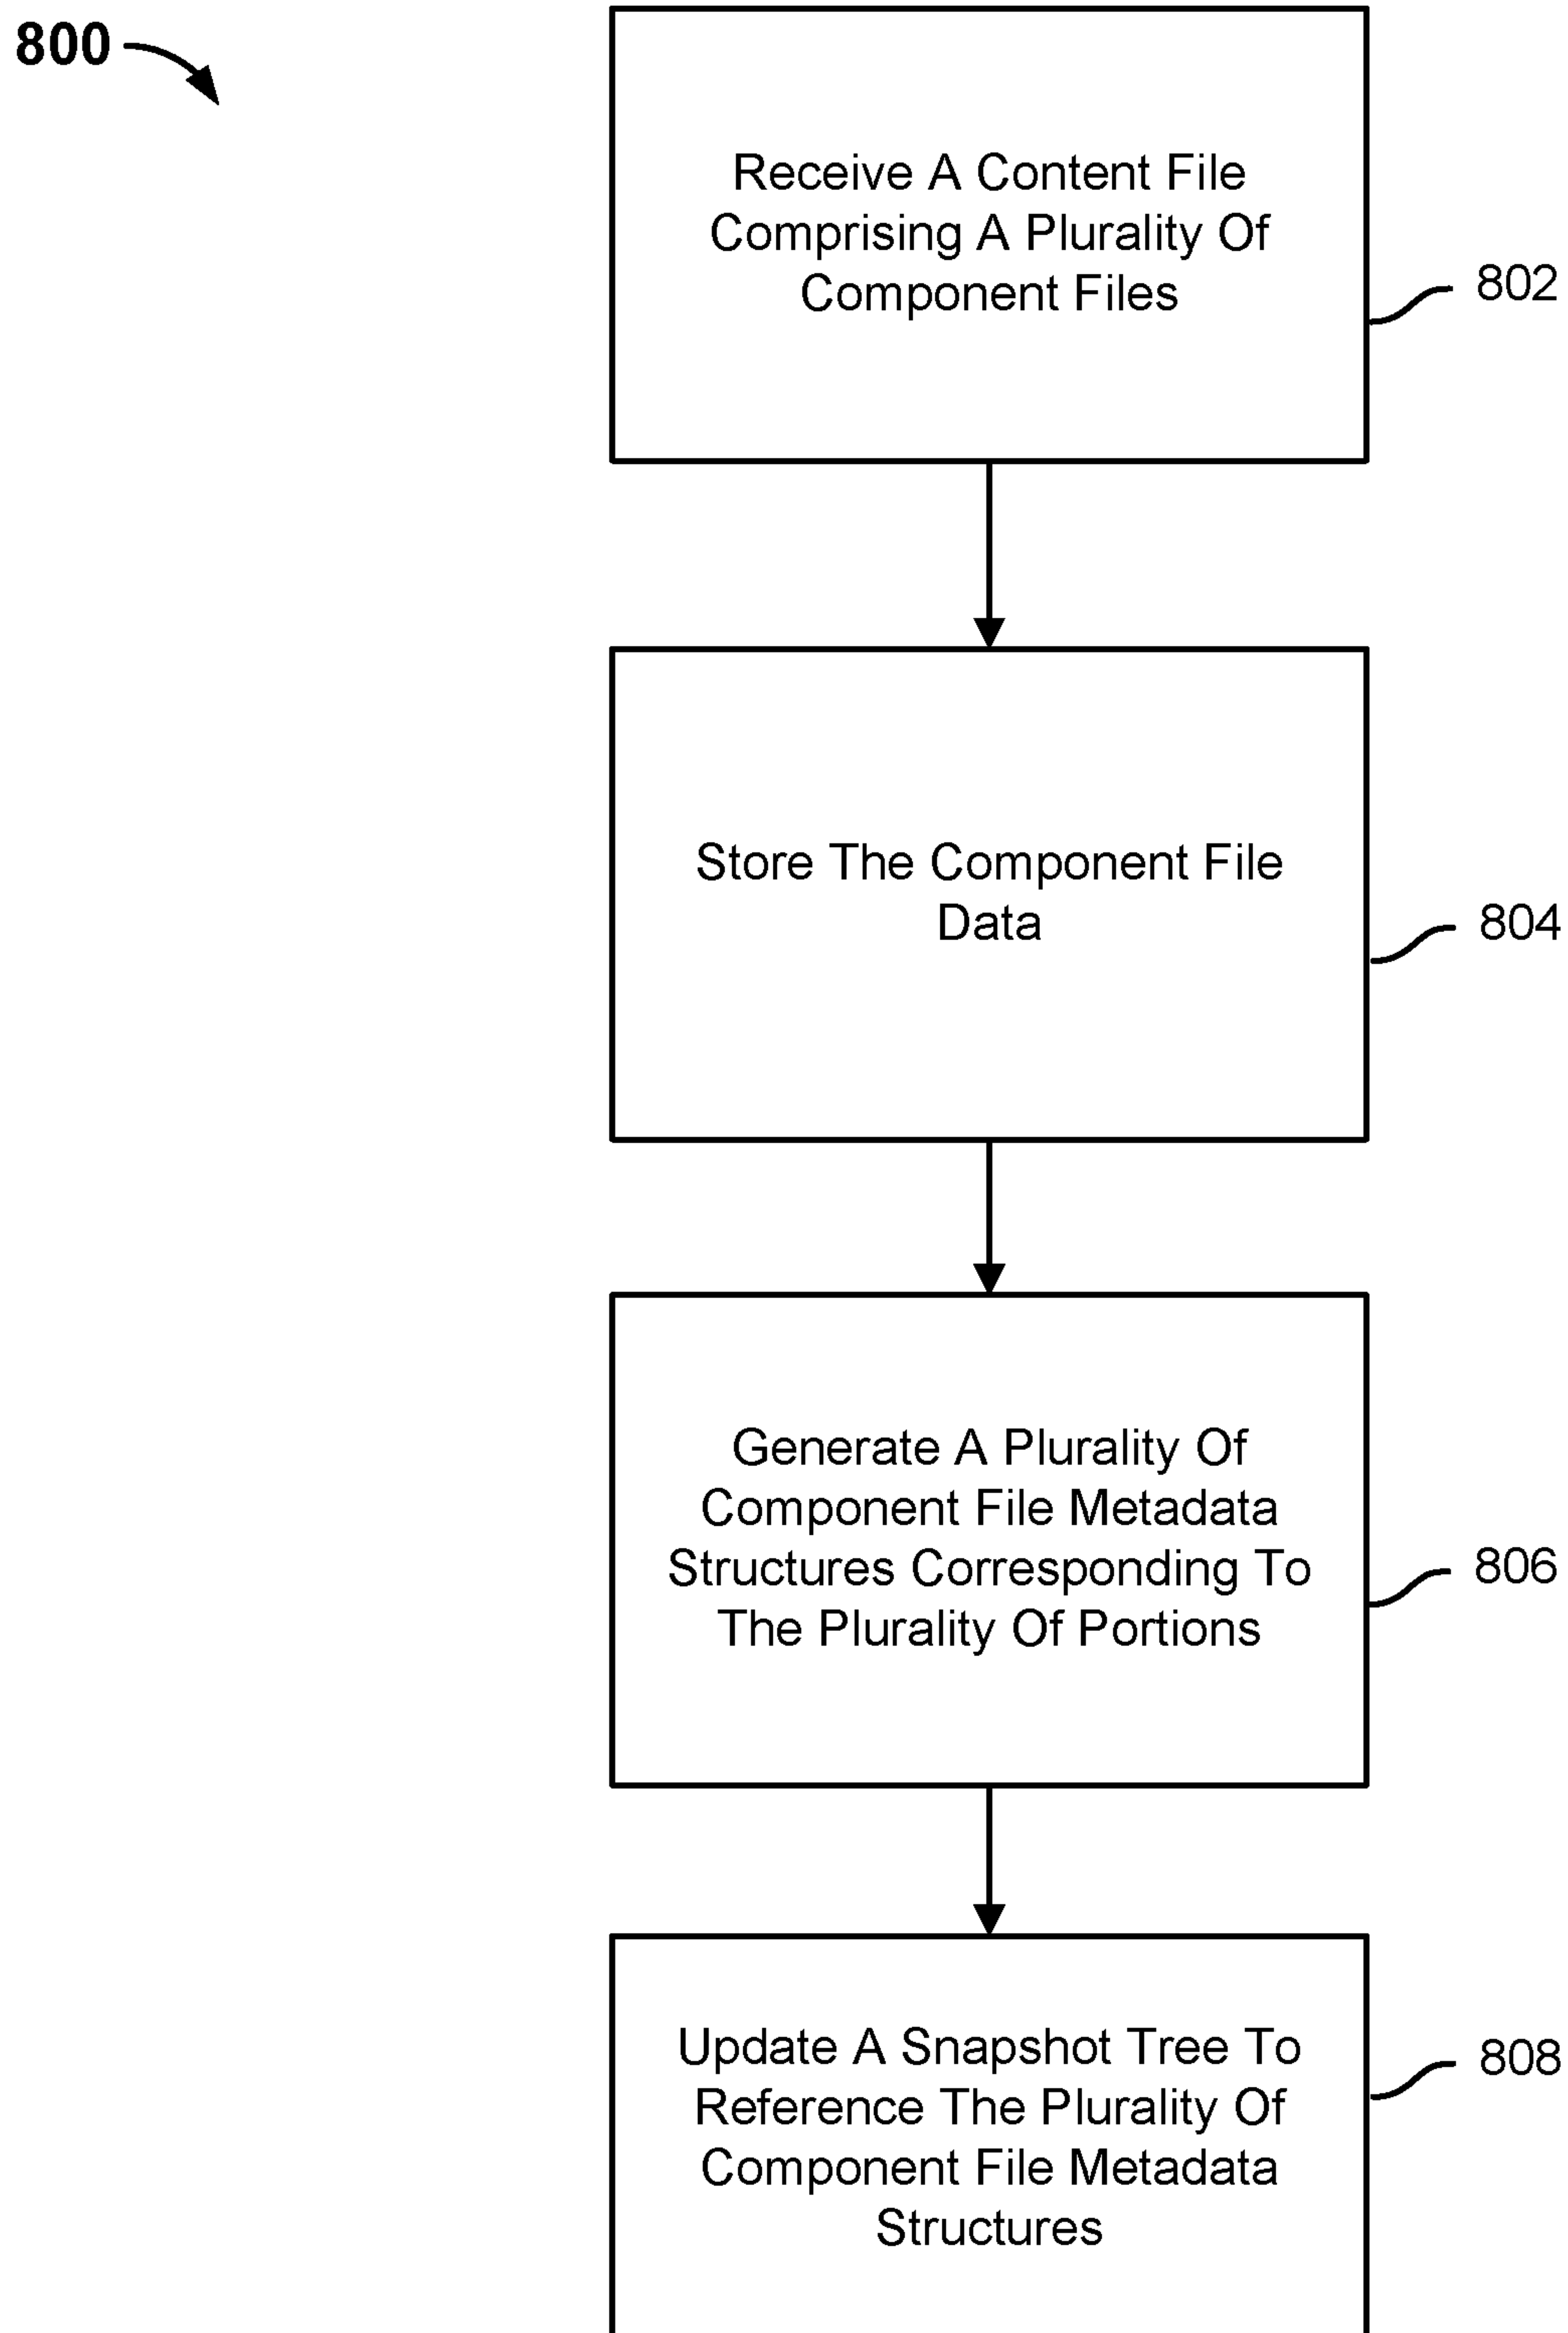 800
Receive A Content File
Comprising A Plurality Of
Component Files
802
Store The Component File
Data
804
Generate A Plurality Of
Component File Metadata
Structures Corresponding To
The Plurality Of Portions
806
Update A Snapshot Tree To
Reference The Plurality Of
Component File Metadata
Structures
808